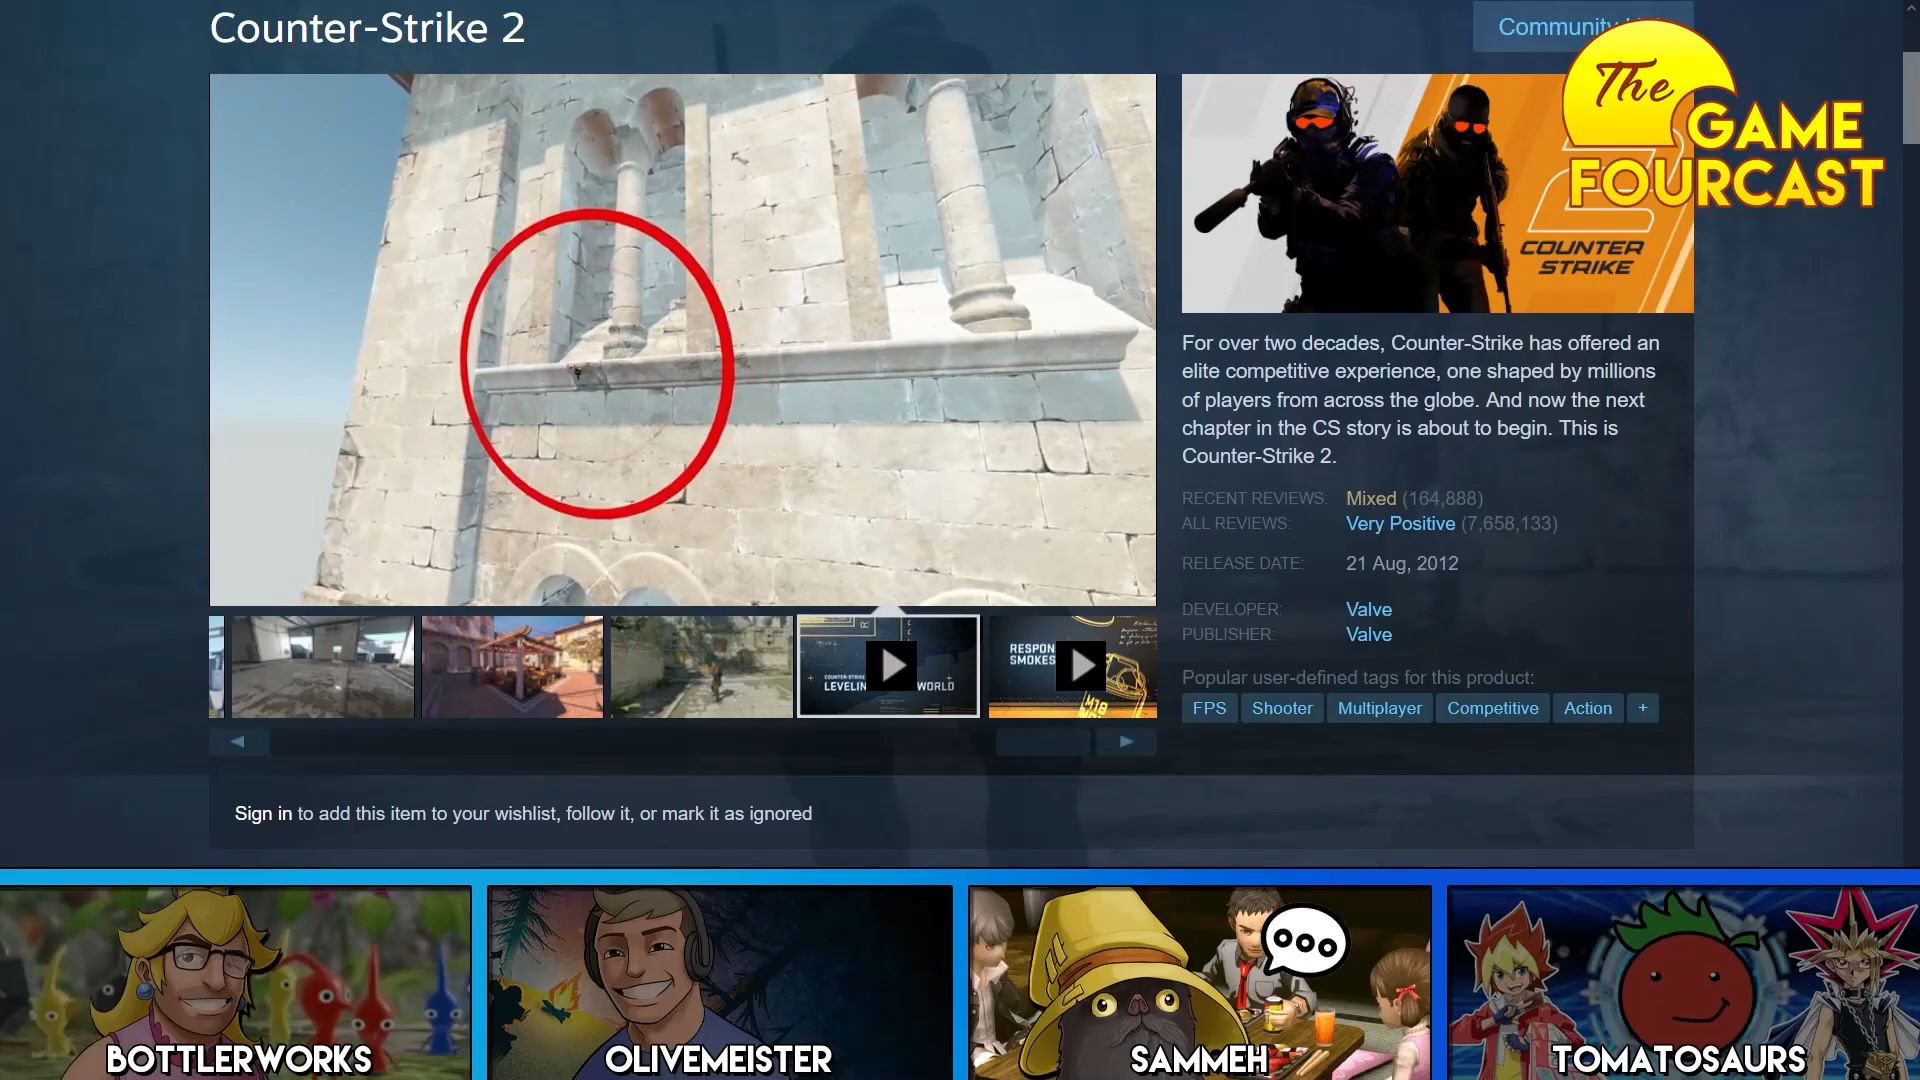 Counter-Strike 2
Community
The
GAME
FOURCAST
COUNTER
STRIKE
For over two decades, Counter-Strike has offered an
elite competitive experience, one shaped by millions
of players from across the globe. And now the next
chapter in the CS story is about to begin. This is
Counter-Strike 2.
RECENT REVIEWS: Mixed (164,888)
ALL REVIEWS: Very Positive (7,658,133)
RELEASE DATE: 21 Aug, 2012
DEVELOPER: Valve
PUBLISHER: Valve
Popular user-defined tags for this product:
FPS Shooter Multiplayer Competitive Action +
COUNTER-STRIKE
LEVELIN WORLD
RESPON
SMOKES
M18
Sign in to add this item to your wishlist, follow it, or mark it as ignored
BOTTLERWORKS
OLIVEMEISTER
SAMMEH
TOMATOSAURS